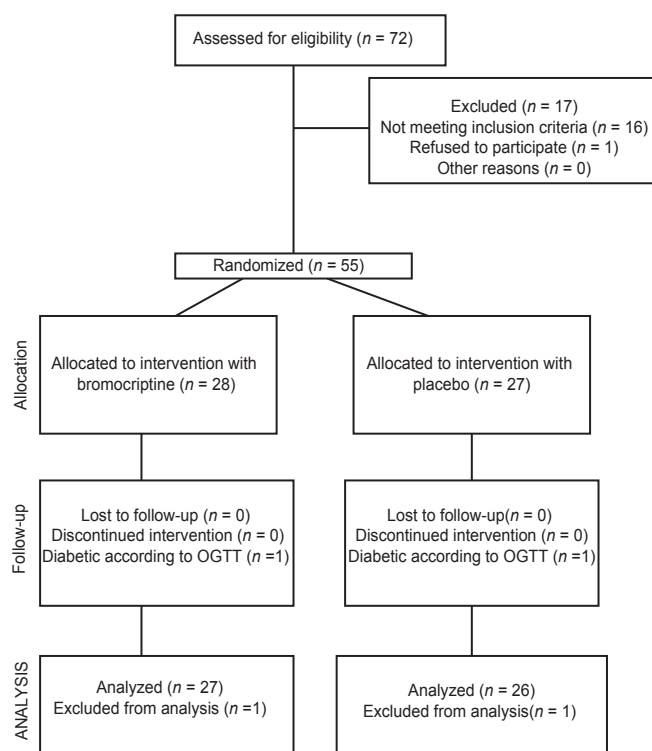 Assessed for eligibility (n = 72)
Excluded (n = 17)
Not meeting inclusion criteria (n = 16)
Refused to participate (n = 1)
Other reasons (n = 0)
Randomized (n = 55)
Allocation
Allocated to intervention with
bromocriptine (n = 28)
Allocated to intervention with
placebo (n = 27)
Follow-up
Lost to follow-up (n = 0)
Discontinued intervention (n = 0)
Diabetic according to OGTT (n =1)
Lost to follow-up(n = 0)
Discontinued intervention (n = 0)
Diabetic according to OGTT (n =1)
ANALYSIS
Analyzed (n = 27)
Excluded from analysis (n =1)
Analyzed (n = 26)
Excluded from analysis(n = 1)